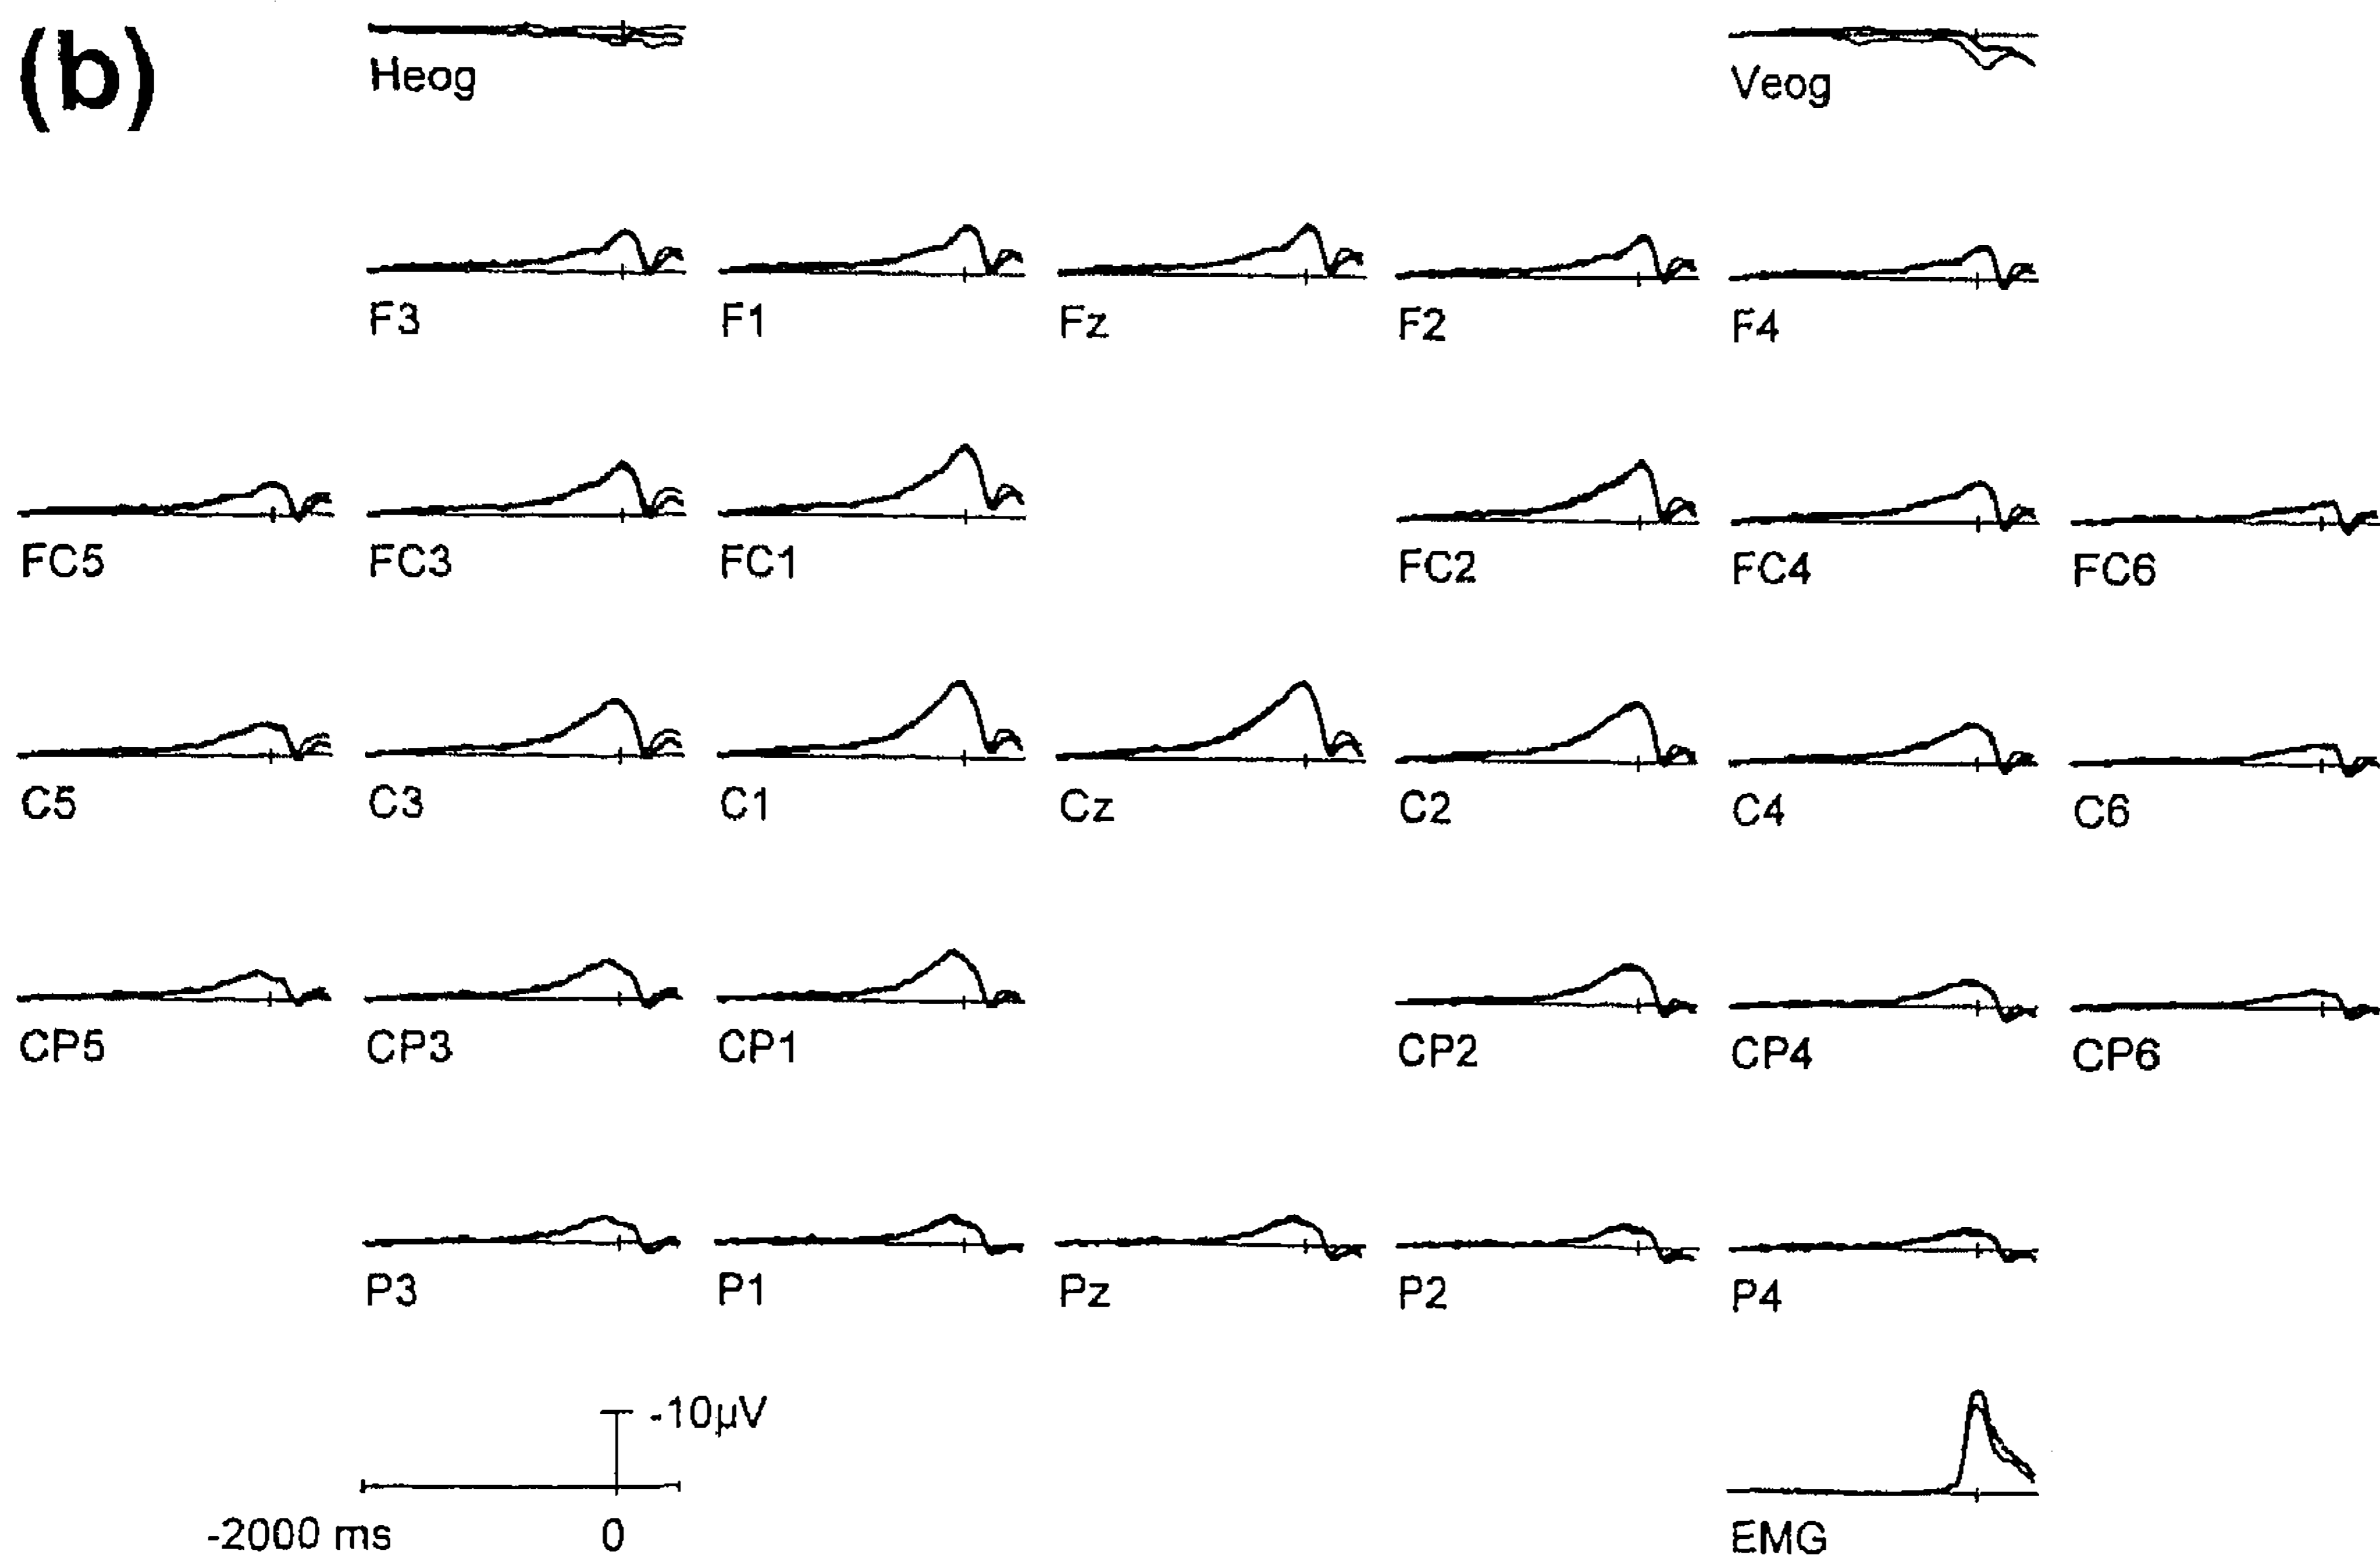 (b)
Heog Veog
F3 F1 Fz F2 F4
FC5 FC3 FC1 FC2 FC4 FC6
C5 C3 C1 Cz C2 C4 C6
CP5 CP3 CP1 CP2 CP4 CP6
P3 P1 Pz P2 P4
-10µV
-2000 ms 0 EMG